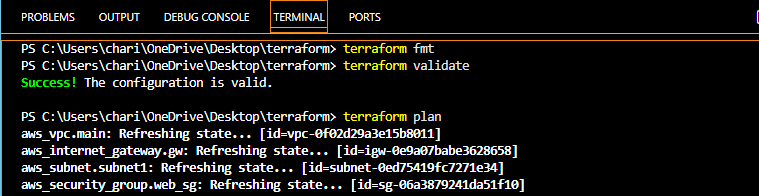 PROBLEMS OUTPUT DEBUG CONSOLE TERMINAL PORTS
PS C:\Users\chari\OneDrive\Desktop\terraform> terraform fmt
PS C:\Users\chari\OneDrive\Desktop\terraform> terraform validate
Success! The configuration is valid.
PS C:\Users\chari\OneDrive\Desktop\terraform> terraform plan
aws_vpc.main: Refreshing state... [id=vpc-0f02d29a3e15b8011]
aws_internet_gateway.gw: Refreshing state... [id=igw-0e9a07babe3628658]
aws_subnet.subnet1: Refreshing state... [id=subnet-0ed75419fc7271e34]
aws_security_group.web_sg: Refreshing state... [id=sg-06a3879241da51f10]